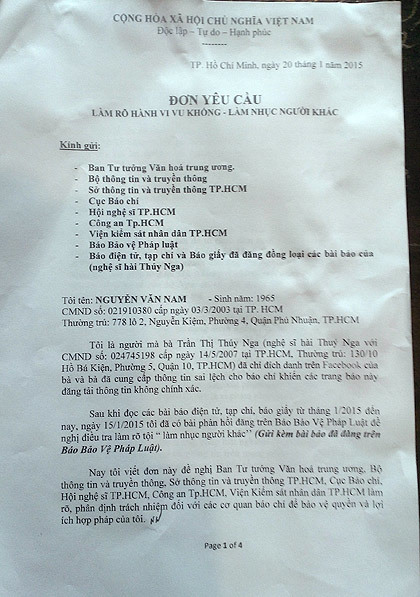 CỘNG HÒA XÃ HỘI CHỦ NGHĨA VIỆT NAM
Độc lập – Tự do – Hạnh phúc
--------
TP. Hồ Chí Minh, ngày 20 tháng 1 năm 2015
ĐƠN YÊU CẦU
LÀM RÕ HÀNH VI VU KHỐNG - LÀM NHỤC NGƯỜI KHÁC
Kính gửi:
- Ban Tư tưởng Văn hoá trung ương.
- Bộ thông tin và truyền thông
- Sở thông tin và truyền thông TP.HCM
- Cục Báo chí
- Hội nghệ sĩ TP.HCM
- Công an Tp.HCM
- Viện kiểm sát nhân dân TP.HCM
- Báo Bảo vệ Pháp luật
- Báo điện tử, tạp chí và Báo giấy đã đăng đồng loại các bài báo của
(nghệ sĩ hài Thúy Nga)
Tôi tên: NGUYỄN VĂN NAM - Sinh năm: 1965
CMND số: 021910380 cấp ngày 03/3/2003 tại TP. HCM
Thường trú: 778 lô 2, Nguyễn Kiệm, Phường 4, Quận Phú Nhuận, TP.HCM
Tôi là người mà bà Trần Thị Thúy Nga (nghệ sĩ hài Thuý Nga với
CMND số: 024745198 cấp ngày 14/5/2007 tại TP.HCM, Thường trú: 130/10
Hồ Bá Kiện, Phường 5, Quận 10, TP.HCM) đã chỉ đích danh trên Facebook của
bà và bà đã cung cấp thông tin sai lệch cho báo chí khiến các trang báo này
đăng tải thông tin không chính xác.
Sau khi đọc các bài báo điện tử, tạp chí, báo giấy từ tháng 1/2015 đến
nay, ngày 15/1/2015 tôi đã có bài phản hồi đăng trên Báo Bảo Vệ Pháp Luật đề
nghị điều tra làm rõ tội “ làm nhục người khác’’ (Gửi kèm bài báo đã đăng trên
Báo Bảo Vệ Pháp Luật).
Nay tôi viết đơn này đề nghị Ban Tư tưởng Văn hoá trung ương, Bộ
thông tin và truyền thông, Sở thông tin và truyền thông TP.HCM, Cục Báo chí,
Hội nghệ sĩ TP.HCM, Công an Tp.HCM, Viện Kiểm sát nhân dân TP.HCM làm
rõ, phân định trách nhiệm đối với các cơ quan báo chí để bảo vệ quyền và lợi
ích hợp pháp của tôi.
Page 1 of 4